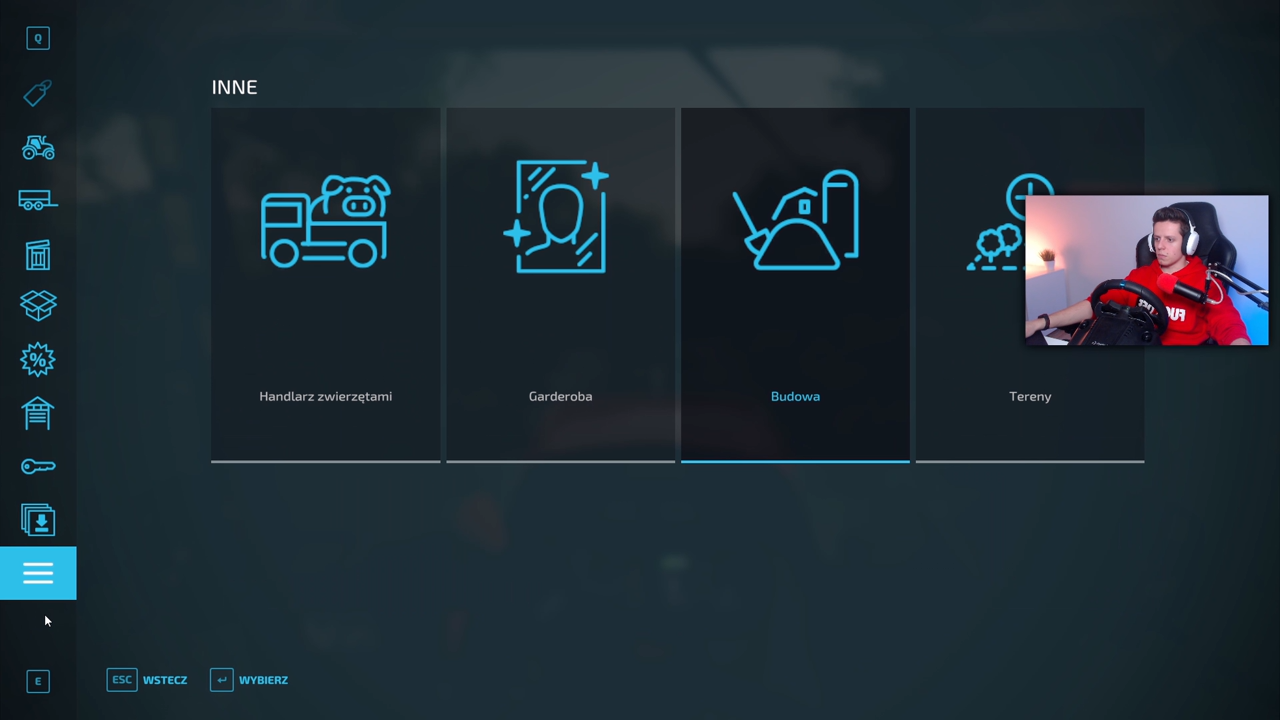 Q
INNE
Handlarz zwierzętami
Garderoba
Budowa
Tereny
E
ESC WSTECZ
WYBIERZ